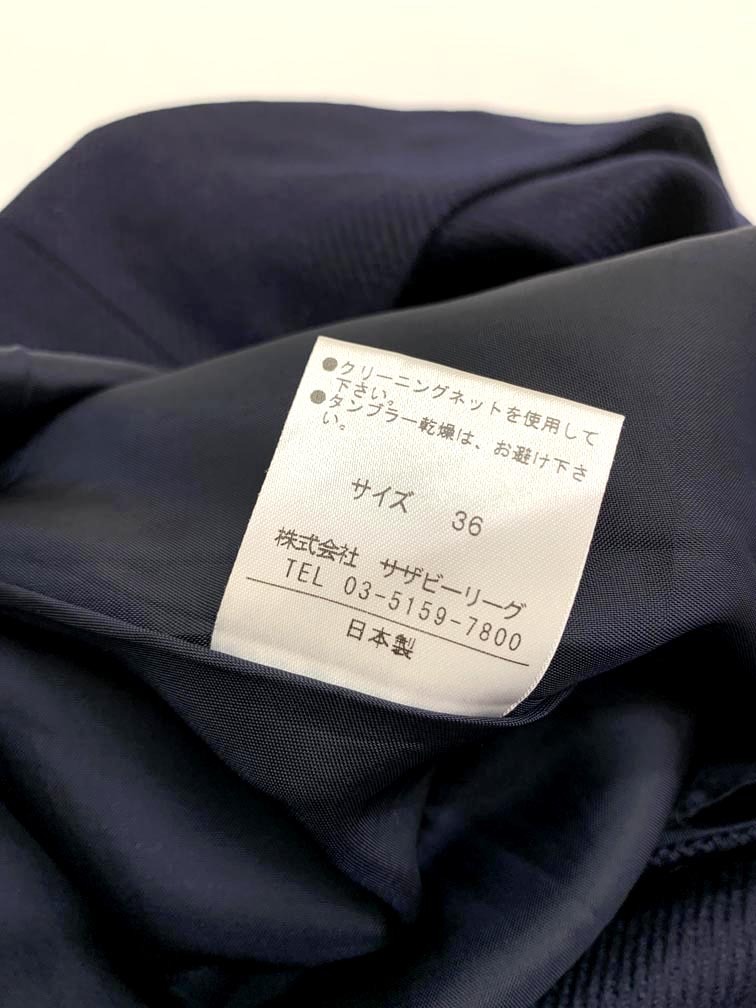 ●クリーニングネットを使用して
下さい。
●タンブラー乾燥は、お避け下さ
い。
サイズ 36
株式会社 サザビーリーグ
TEL 03-5159-7800
日本製